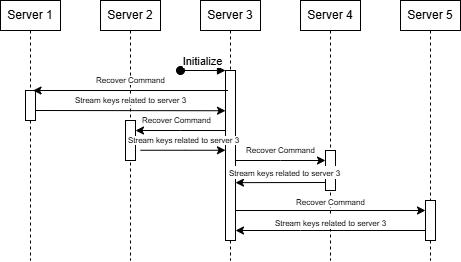 Server 1
Server 2
Server 3
Server 4
Server 5
Initialize
Recover Command
Stream keys related to server 3
Recover Command
Stream keys related to server 3
Recover Command
Stream keys related to server 3
Recover Command
Stream keys related to server 3